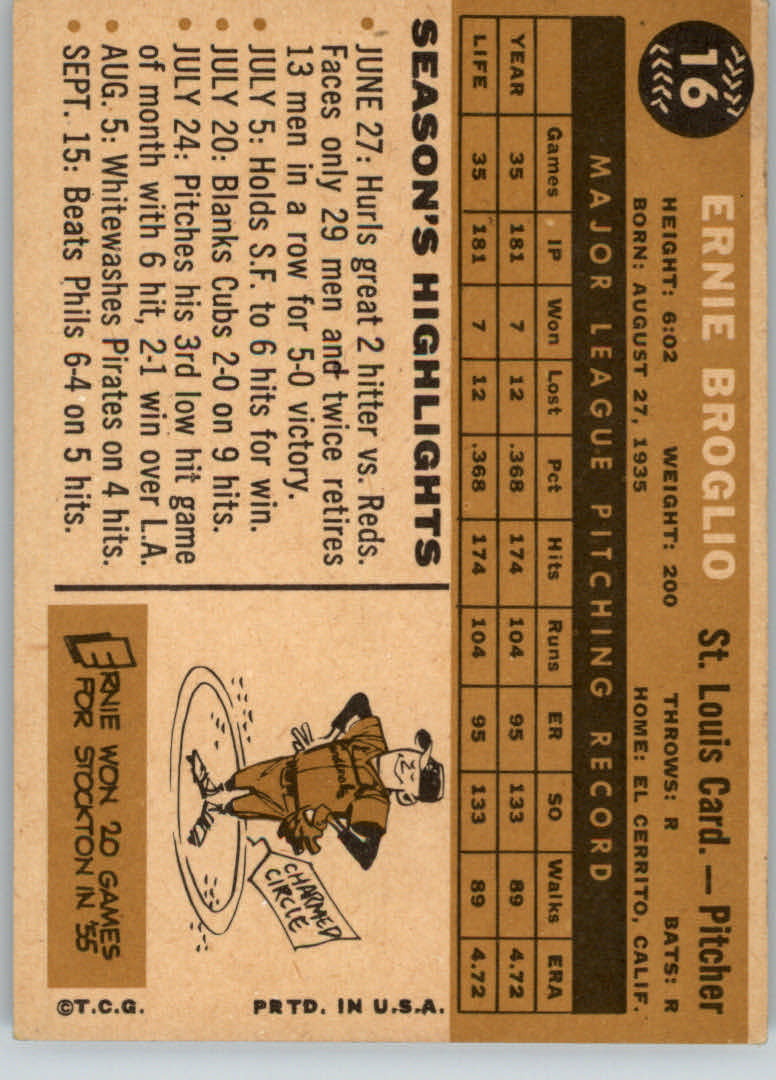 16
ERNIE BROGLIO St. Louis Card. — Pitcher
HEIGHT: 6:02 WEIGHT: 200 THROWS: R BATS: R
BORN: AUGUST 27, 1935 HOME: EL CERRITO, CALIF.
MAJOR LEAGUE PITCHING RECORD
Games IP Won Lost Pct Hits Runs ER SO Walks ERA
YEAR 35 181 7 12 .368 174 104 95 133 89 4.72
LIFE 35 181 7 12 .368 174 104 95 133 89 4.72
SEASON'S HIGHLIGHTS
• JUNE 27: Hurls great 2 hitter vs. Reds.
Faces only 29 men and twice retires
13 men in a row for 5-0 victory.
• JULY 5: Holds S.F. to 6 hits for win.
• JULY 20: Blanks Cubs 2-0 on 9 hits.
• JULY 24: Pitches his 3rd low hit game
of month with 6 hit, 2-1 win over L.A.
• AUG. 5: Whitewashes Pirates on 4 hits.
• SEPT. 15: Beats Phils 6-4 on 5 hits.
Cardinals
CHARMED
CIRCLE
ERNIE WON 20 GAMES
FOR STOCKTON IN '55
©T.C.G. PRTD. IN U.S.A.